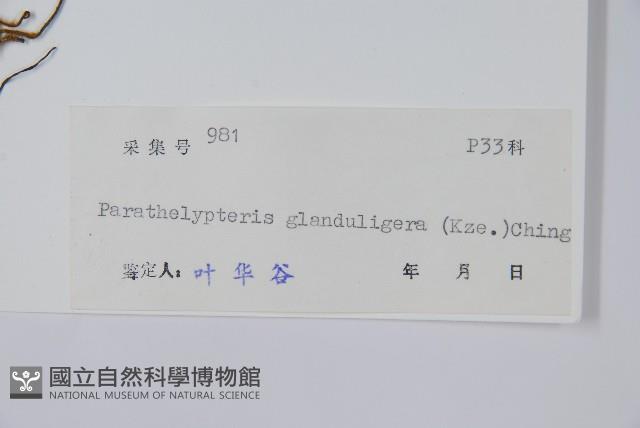 采集号 981 P33科
Parathelypteris glanduligera (Kze.)Ching
鉴定人: 叶华谷 年 月 日
國立自然科學博物館
NATIONAL MUSEUM OF NATURAL SCIENCE